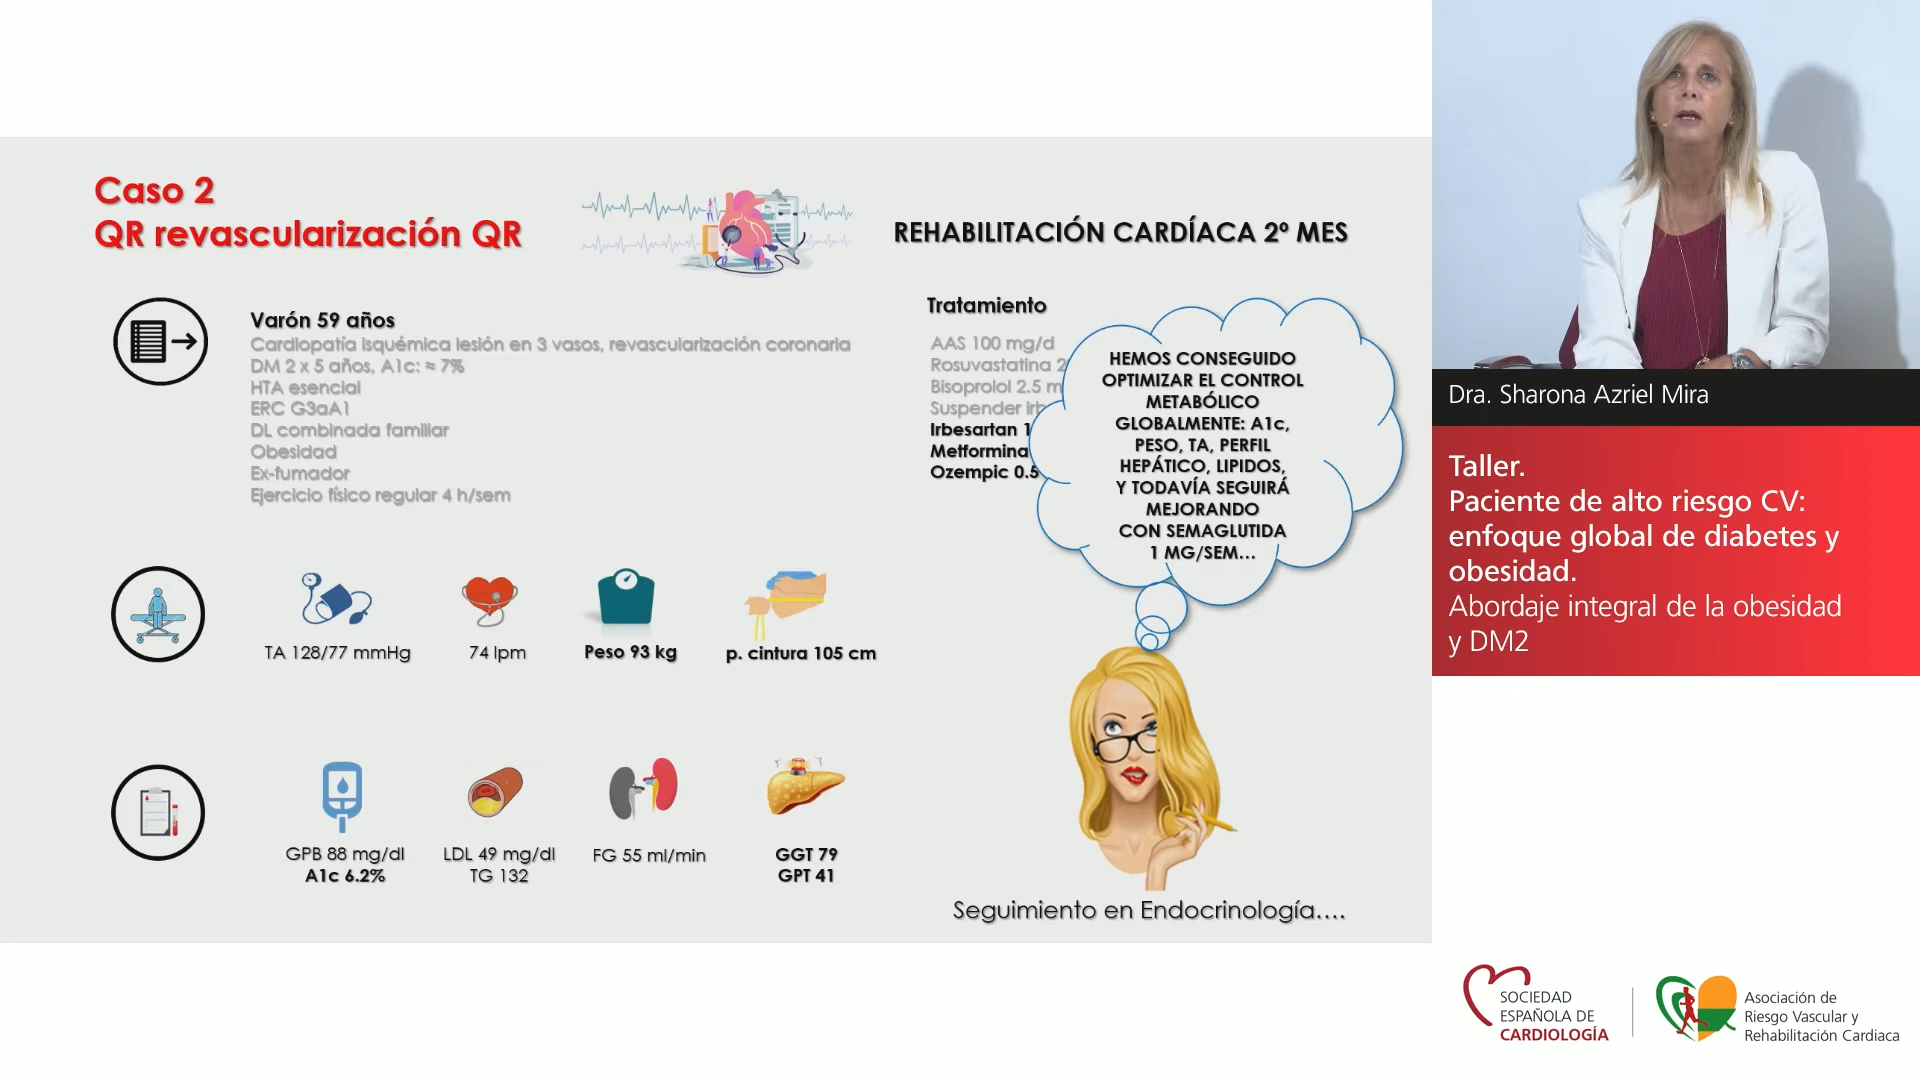 Caso 2
QR revascularización QR
REHABILITACIÓN CARDÍACA 2º MES
Varón 59 años
Cardiopatía isquémica lesión en 3 vasos, revascularización coronaria
DM 2 x 5 años, A1c: ≈ 7%
HTA esencial
ERC G3aA1
DL combinada familiar
Obesidad
Ex-fumador
Ejercicio físico regular 4 h/sem
Tratamiento
AAS 100 mg/d
Rosuvastatina
Bisoprolol 2.5
Suspender
Irbesartan
Metformina
Ozempic 0.5
HEMOS CONSEGUIDO
OPTIMIZAR EL CONTROL
METABÓLICO
GLOBALMENTE: A1c,
PESO, TA, PERFIL
HEPÁTICO, LIPIDOS,
Y TODAVÍA SEGUIRÁ
MEJORANDO
CON SEMAGLUTIDA
1 MG/SEM...
TA 128/77 mmHg
74 lpm
Peso 93 kg
p. cintura 105 cm
GPB 88 mg/dl
A1c 6.2%
LDL 49 mg/dl
TG 132
FG 55 ml/min
GGT 79
GPT 41
Seguimiento en Endocrinología....
Dra. Sharona Azriel Mira
Taller.
Paciente de alto riesgo CV:
enfoque global de diabetes y
obesidad.
Abordaje integral de la obesidad
y DM2
SOCIEDAD
ESPAÑOLA DE
CARDIOLOGÍA
Asociación de
Riesgo Vascular y
Rehabilitación Cardiaca